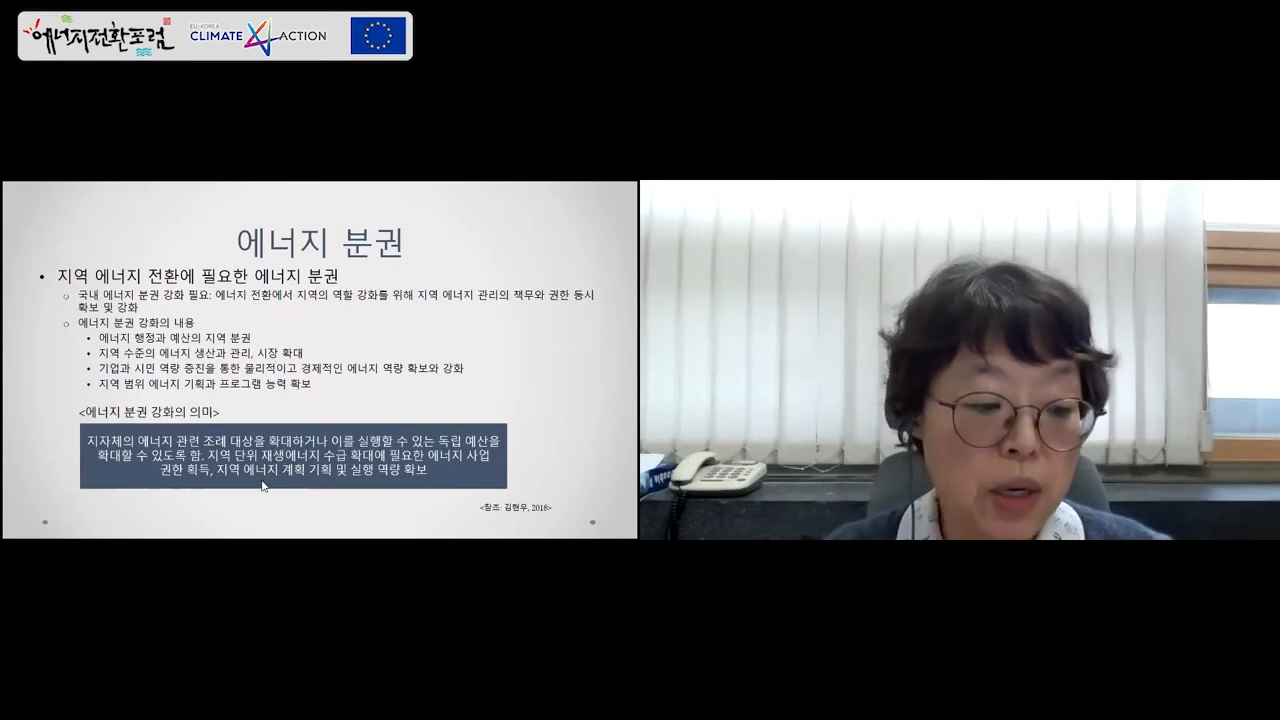 에너지전환포럼
EU-KOREA
CLIMATE ACTION
에너지 분권
• 지역 에너지 전환에 필요한 에너지 분권
○ 국내 에너지 분권 강화 필요: 에너지 전환에서 지역의 역할 강화를 위해 지역 에너지 관리의 책무와 권한 동시
확보 및 강화
○ 에너지 분권 강화의 내용
• 에너지 행정과 예산의 지역 분권
• 지역 수준의 에너지 생산과 관리, 시장 확대
• 기업과 시민 역량 증진을 통한 물리적이고 경제적인 에너지 역량 확보와 강화
• 지역 범위 에너지 기획과 프로그램 능력 확보
<에너지 분권 강화의 의미>
지자체의 에너지 관련 조례 대상을 확대하거나 이를 실행할 수 있는 독립 예산을
확대할 수 있도록 함. 지역 단위 재생에너지 수급 확대에 필요한 에너지 사업
권한 획득, 지역 에너지 계획 기획 및 실행 역량 확보
<참조: 김현우, 2018>